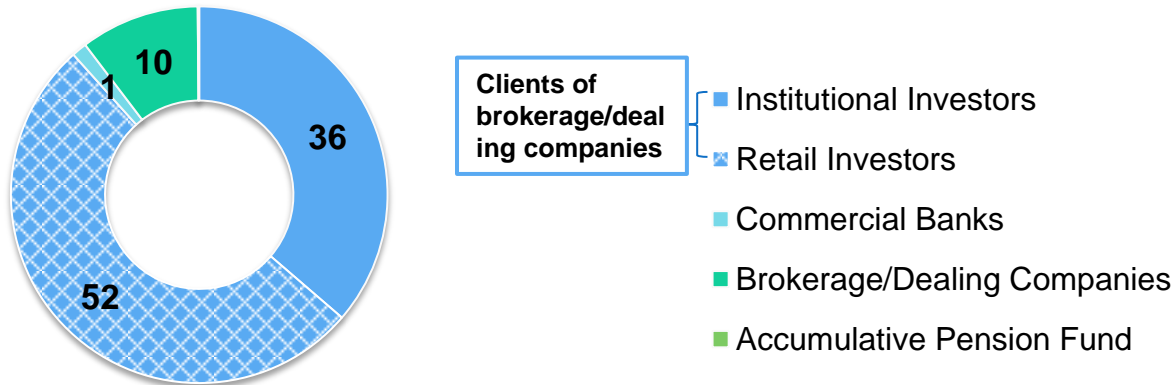 10
1
36
52
Clients of
brokerage/deal
ing companies
Institutional Investors
Retail Investors
Commercial Banks
Brokerage/Dealing Companies
Accumulative Pension Fund